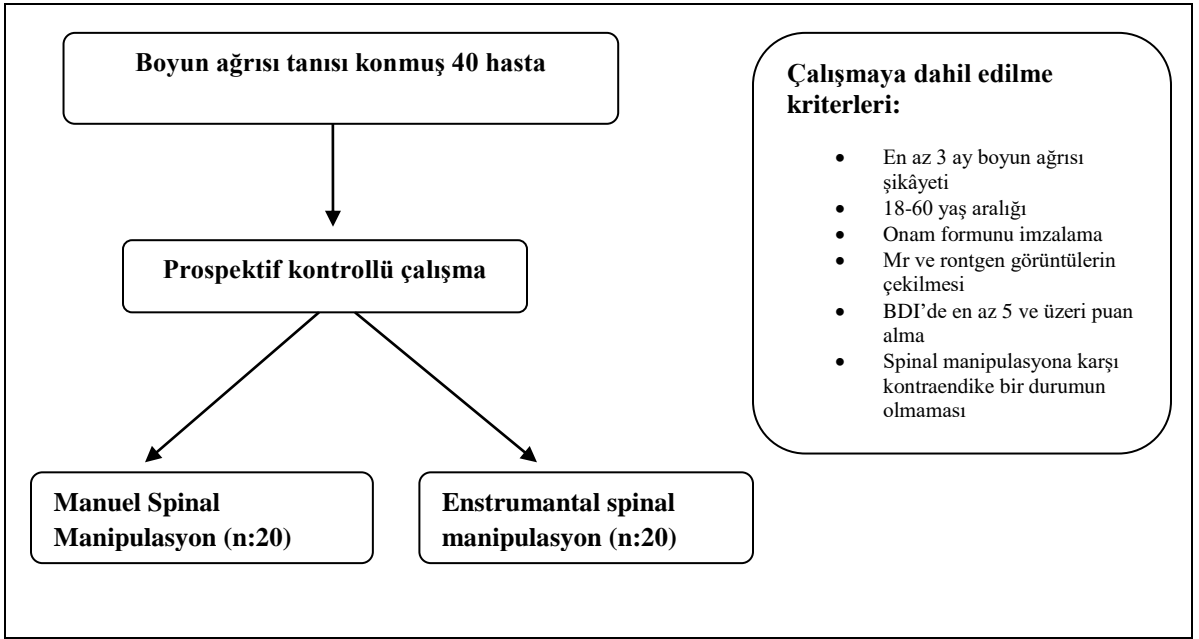 Boyun ağrısı tanısı konmuş 40 hasta
Prospektif kontrollü çalışma
Manuel Spinal
Manipulasyon (n:20)
Enstrumantal spinal
manipulasyon (n:20)
Çalışmaya dahil edilme
kriterleri:
• En az 3 ay boyun ağrısı
şikâyeti
• 18-60 yaş aralığı
• Onam formunu imzalama
• Mr ve rontgen görüntülerin
çekilmesi
• BDI’de en az 5 ve üzeri puan
alma
• Spinal manipulasyona karşı
kontraendike bir durumun
olmaması